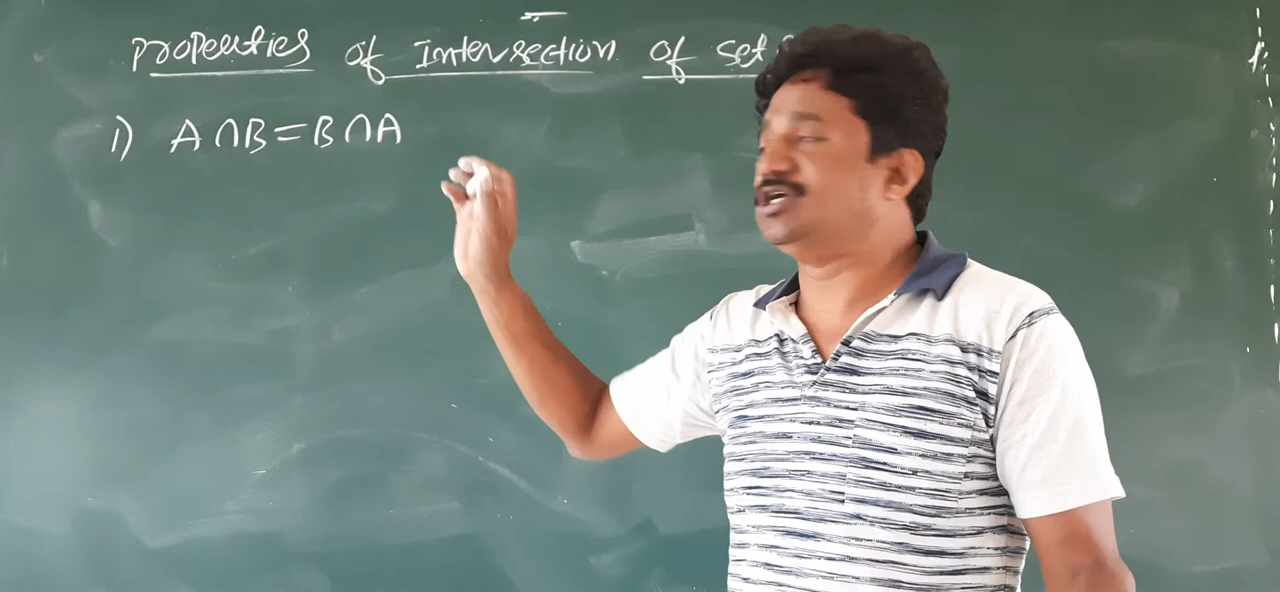 Properties of Intersection of set
1) A∩B=B∩A